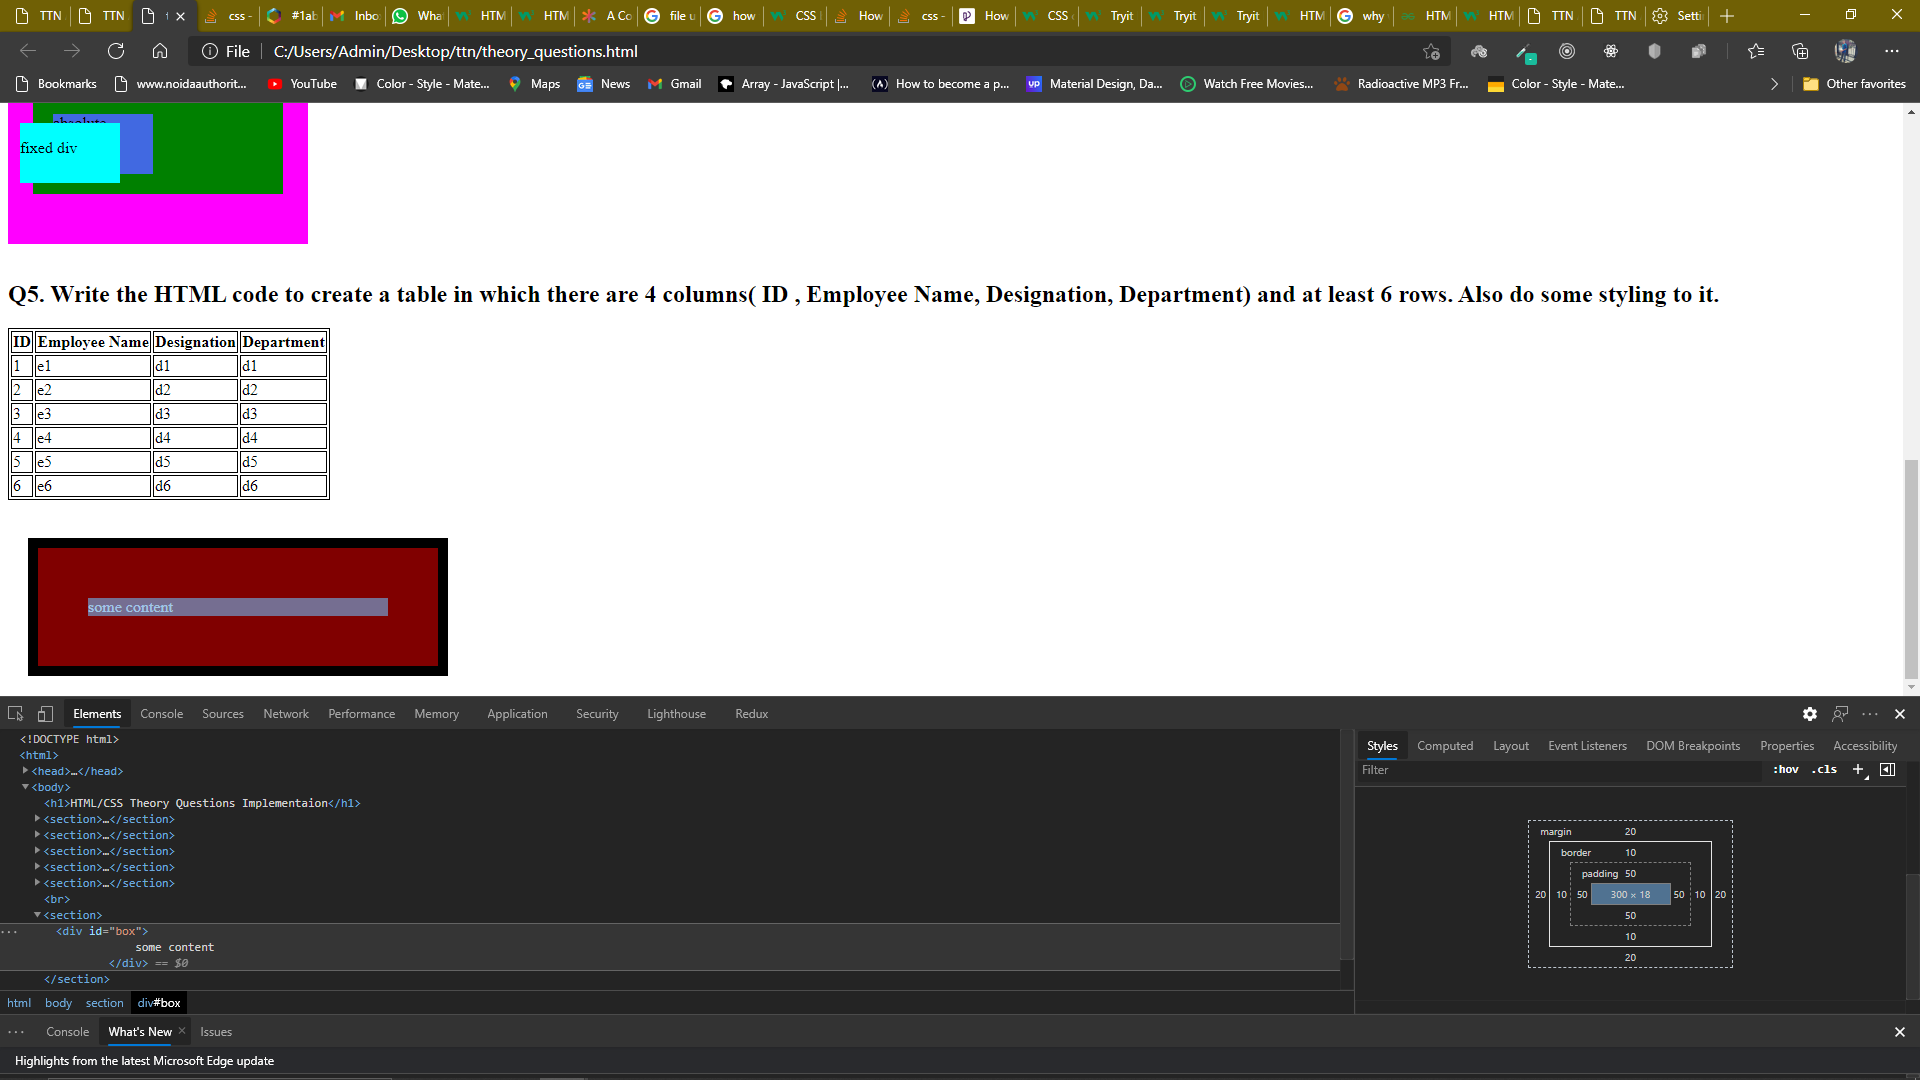 TTN TTN t css - #1ab Inbo Wha HTM HTM A Co file u how CSS How css - How CSS Tryit Tryit Tryit HTM why HTM HTM TTN TTN Setti
File C:/Users/Admin/Desktop/ttn/theory_questions.html
Bookmarks www.noidaauthorit... YouTube Color - Style - Mate... Maps News Gmail Array - JavaScript |... How to become a p... Material Design, Da... Watch Free Movies... Radioactive MP3 Fr... Color - Style - Mate... Other favorites
absolute
fixed div
Q5. Write the HTML code to create a table in which there are 4 columns( ID , Employee Name, Designation, Department) and at least 6 rows. Also do some styling to it.
ID Employee Name Designation Department
1 e1 d1 d1
2 e2 d2 d2
3 e3 d3 d3
4 e4 d4 d4
5 e5 d5 d5
6 e6 d6 d6
some content
Elements Console Sources Network Performance Memory Application Security Lighthouse Redux
<!DOCTYPE html>
<html>
<head>…</head>
<body>
<h1>HTML/CSS Theory Questions Implementaion</h1>
<section>…</section>
<section>…</section>
<section>…</section>
<section>…</section>
<section>…</section>
<br>
<section>
<div id="box">
some content
</div> == $0
</section>
html body section div#box
Styles Computed Layout Event Listeners DOM Breakpoints Properties Accessibility
Filter :hov .cls
margin 20
border 10
padding 50
20 10 50 300 × 18 50 10 20
50
10
20
Console What's New Issues
Highlights from the latest Microsoft Edge update